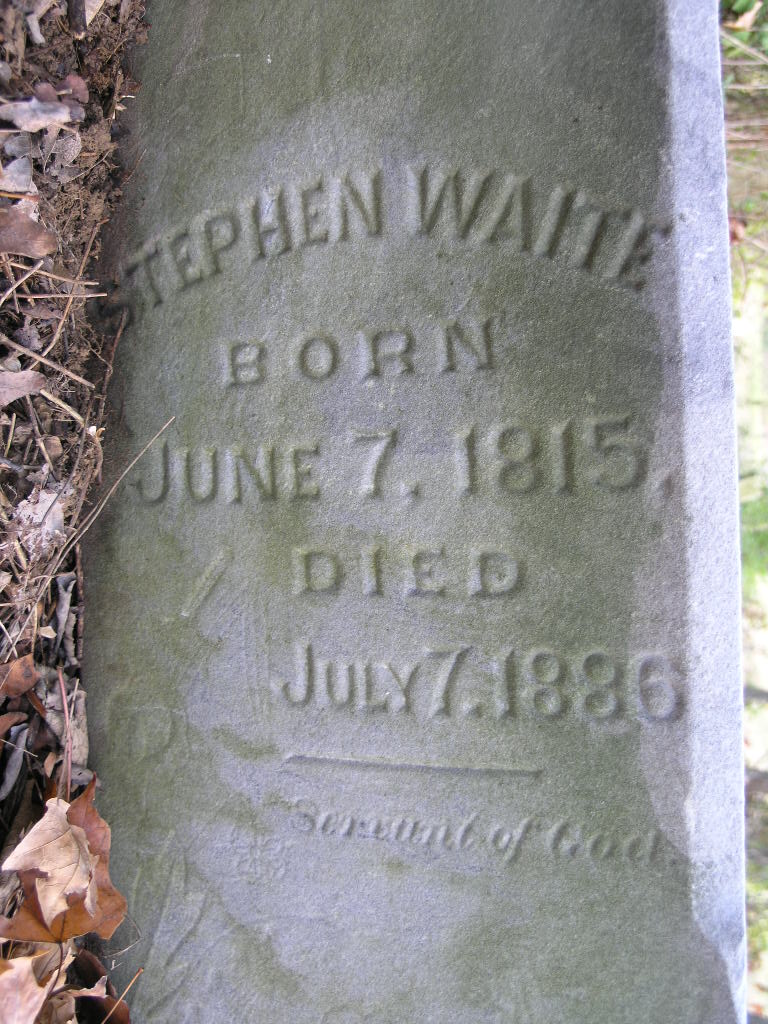 STEPHEN WAITE
BORN
JUNE 7, 1815,
DIED
JULY 7, 1886
Servant of God.